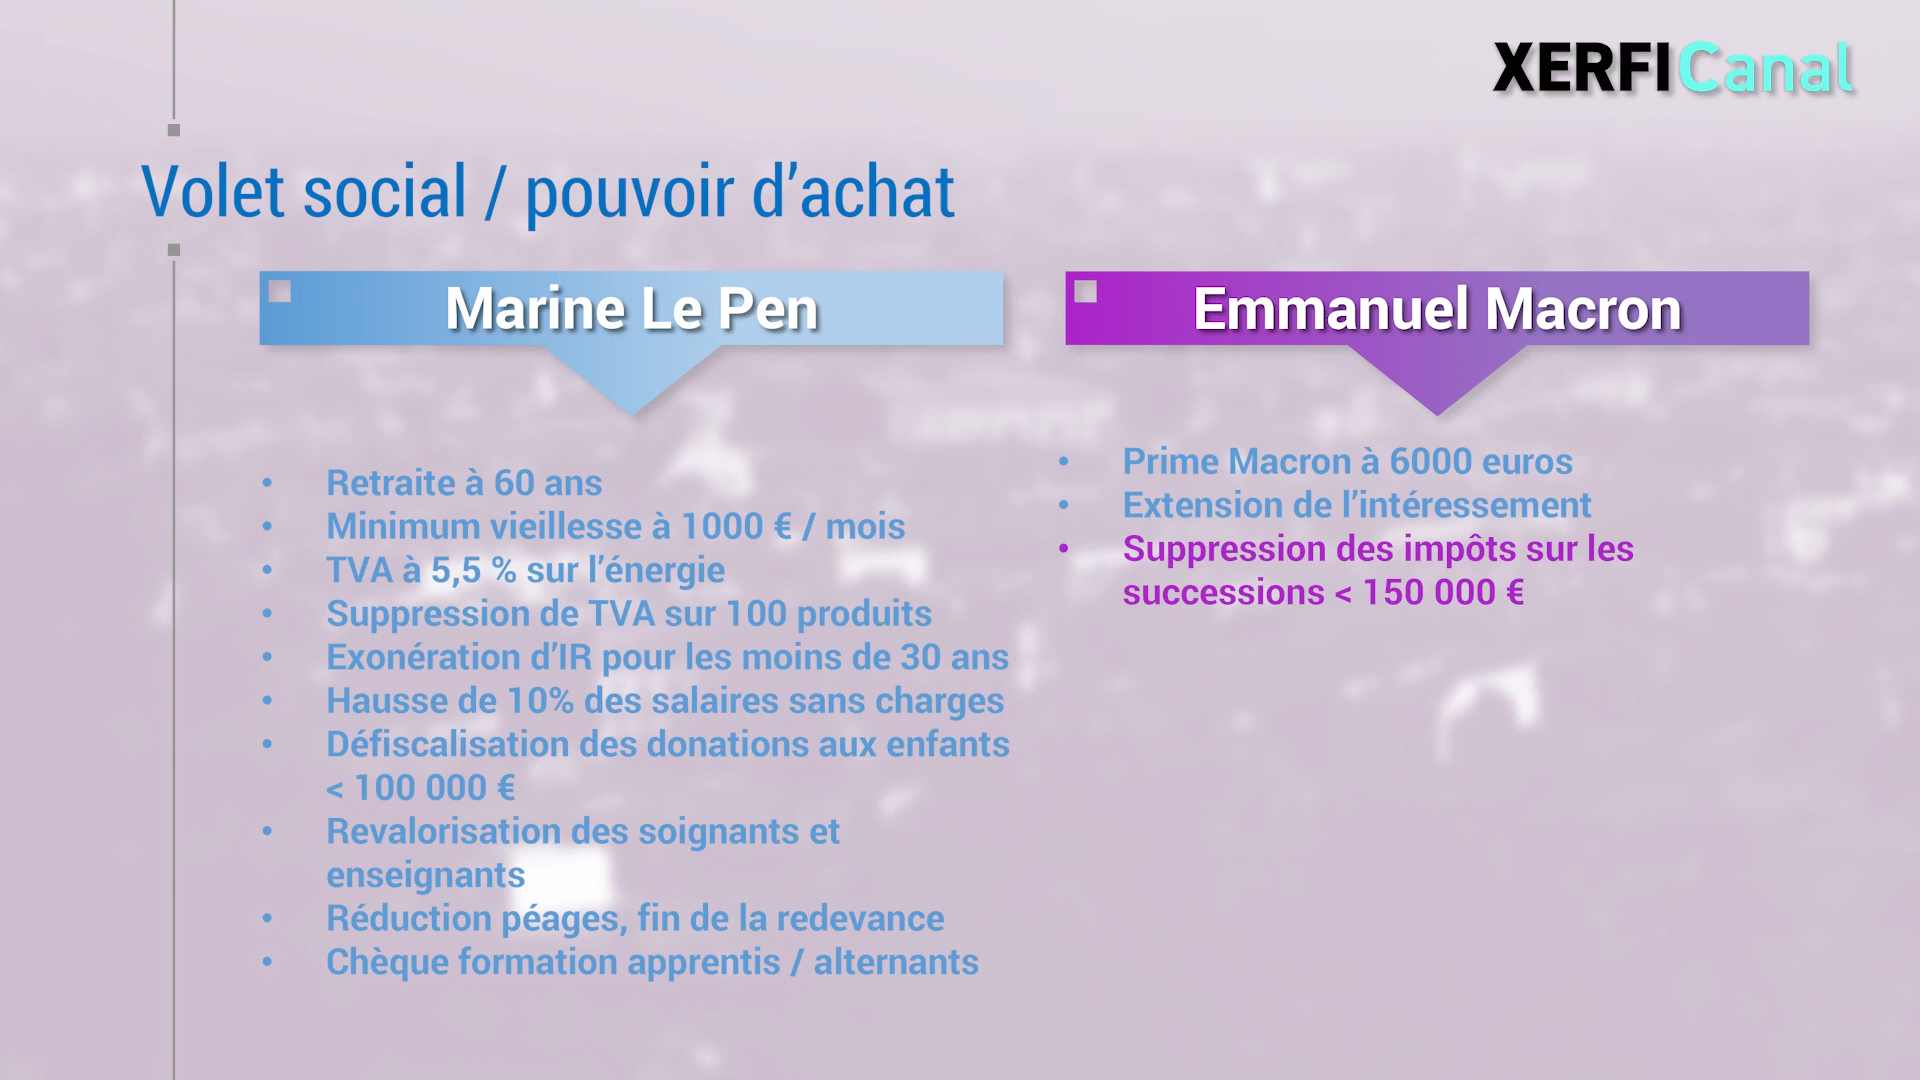 XERFI Canal
Volet social / pouvoir d’achat
Marine Le Pen
• Retraite à 60 ans
• Minimum vieillesse à 1000 € / mois
• TVA à 5,5 % sur l’énergie
• Suppression de TVA sur 100 produits
• Exonération d’IR pour les moins de 30 ans
• Hausse de 10% des salaires sans charges
• Défiscalisation des donations aux enfants
< 100 000 €
• Revalorisation des soignants et
enseignants
• Réduction péages, fin de la redevance
• Chèque formation apprentis / alternants
Emmanuel Macron
• Prime Macron à 6000 euros
• Extension de l’intéressement
• Suppression des impôts sur les
successions < 150 000 €